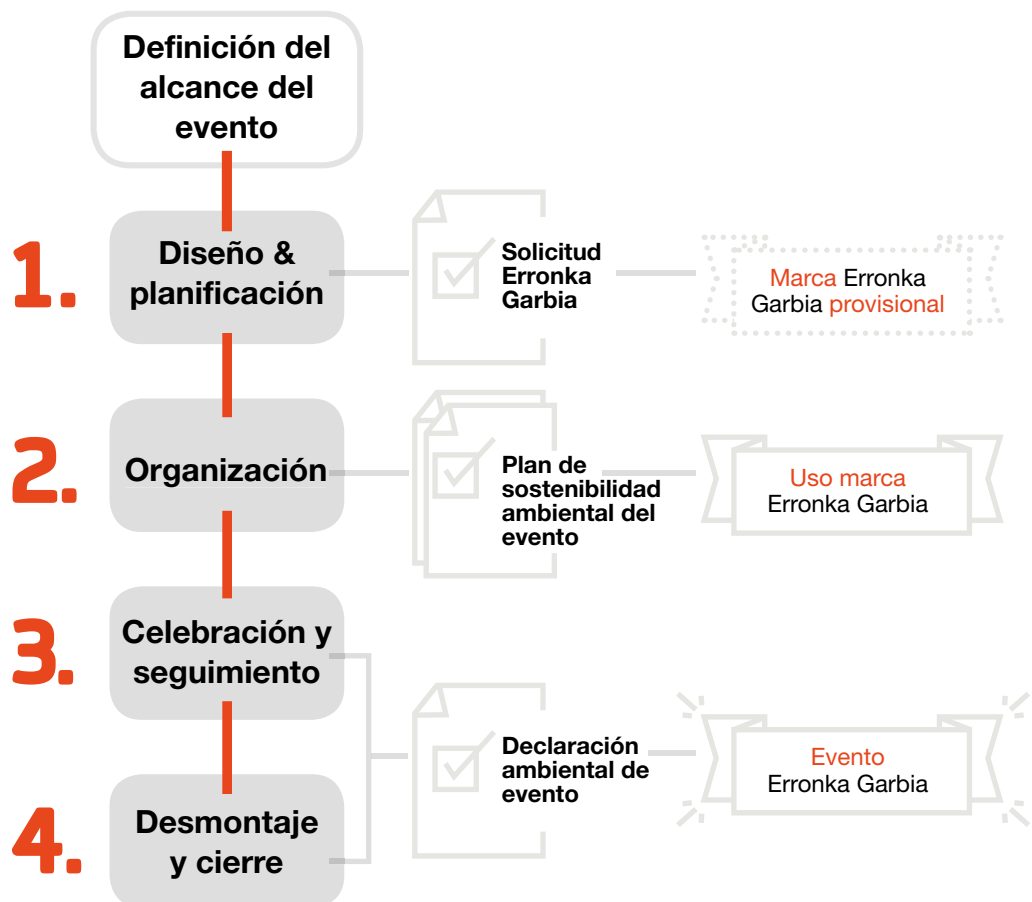 Definición del
alcance del
evento
1.
Diseño &
planificación
Solicitud
Erronka
Garbia
Marca Erronka
Garbia provisional
2.
Organización
Plan de
sostenibilidad
ambiental del
evento
Uso marca
Erronka Garbia
3.
Celebración y
seguimiento
Declaración
ambiental de
evento
Evento
Erronka Garbia
4.
Desmontaje
y cierre